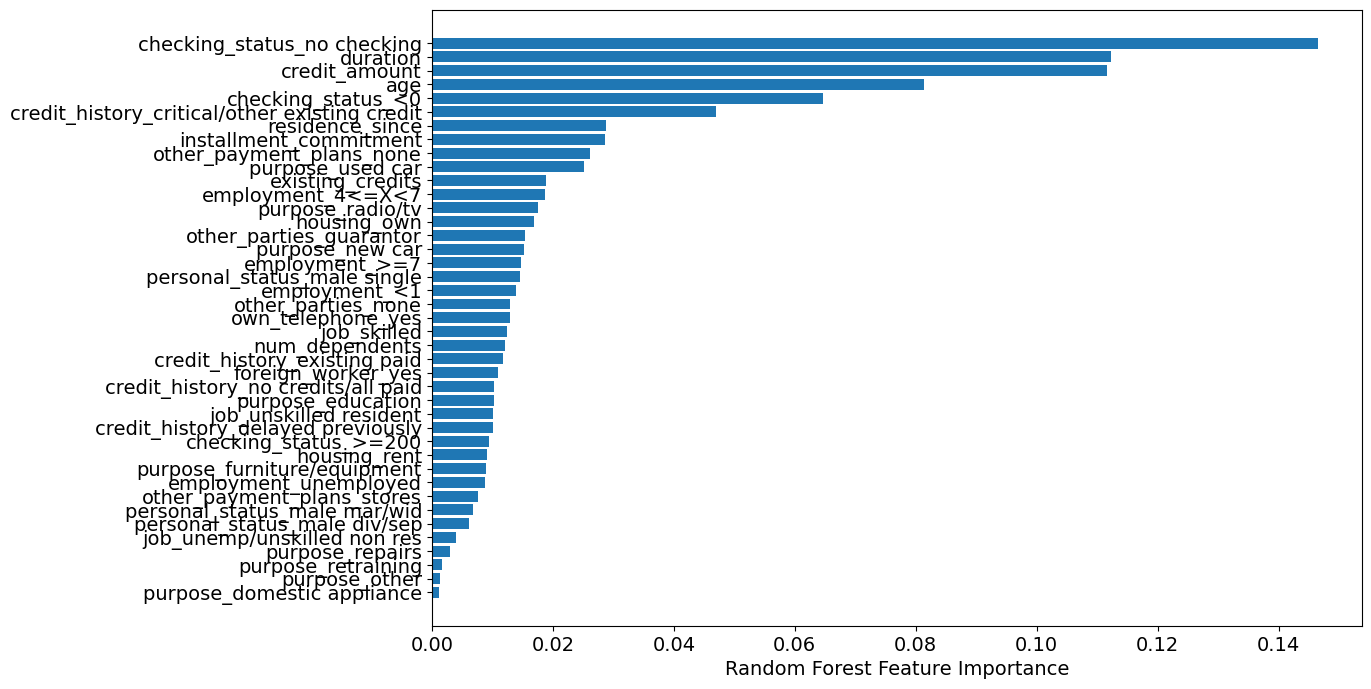 checking_status_no checking
duration
credit_amount
age
checking_status_<0
credit_history_critical/other existing credit
residence_since
installment_commitment
other_payment_plans_none
purpose_used car
existing_credits
employment_4<=X<7
purpose_radio/tv
housing_own
other_parties_guarantor
purpose_new car
employment_>=7
personal_status_male single
employment_<1
other_parties_none
own_telephone_yes
job_skilled
num_dependents
credit_history_existing paid
foreign_worker_yes
credit_history_no credits/all paid
purpose_education
job_unskilled resident
credit_history_delayed previously
checking_status_>=200
housing_rent
purpose_furniture/equipment
employment_unemployed
other_payment_plans_stores
personal_status_male mar/wid
personal_status_male div/sep
job_unemp/unskilled non res
purpose_repairs
purpose_retraining
purpose_other
purpose_domestic appliance
0.00 0.02 0.04 0.06 0.08 0.10 0.12 0.14
Random Forest Feature Importance